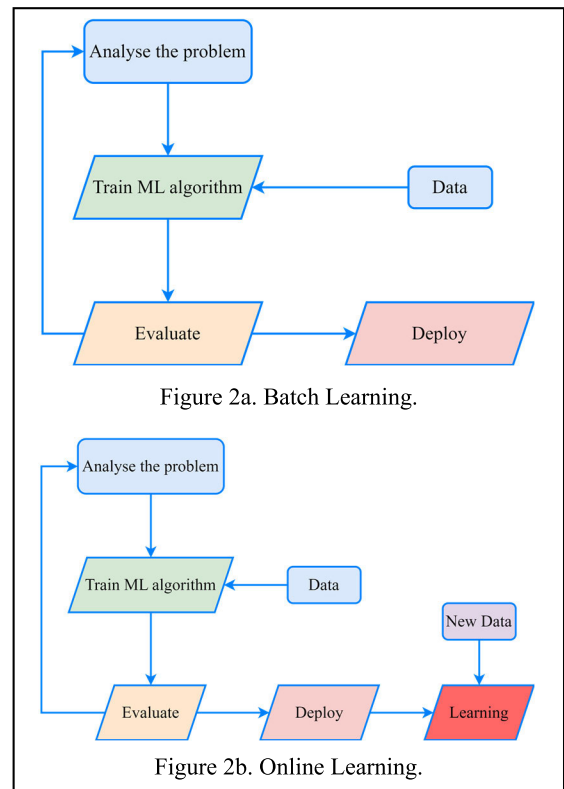 Analyse the problem
Train ML algorithm
Data
Evaluate
Deploy
Figure 2a. Batch Learning.
Analyse the problem
Train ML algorithm
Data
New Data
Evaluate
Deploy
Learning
Figure 2b. Online Learning.